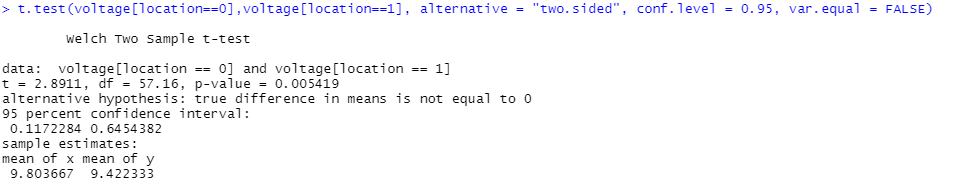 > t.test(voltage[location==0],voltage[location==1], alternative = "two.sided", conf.level = 0.95, var.equal = FALSE)
Welch Two Sample t-test
data:  voltage[location == 0] and voltage[location == 1]
t = 2.8911, df = 57.16, p-value = 0.005419
alternative hypothesis: true difference in means is not equal to 0
95 percent confidence interval:
 0.1172284 0.6454382
sample estimates:
mean of x mean of y
 9.803667  9.422333